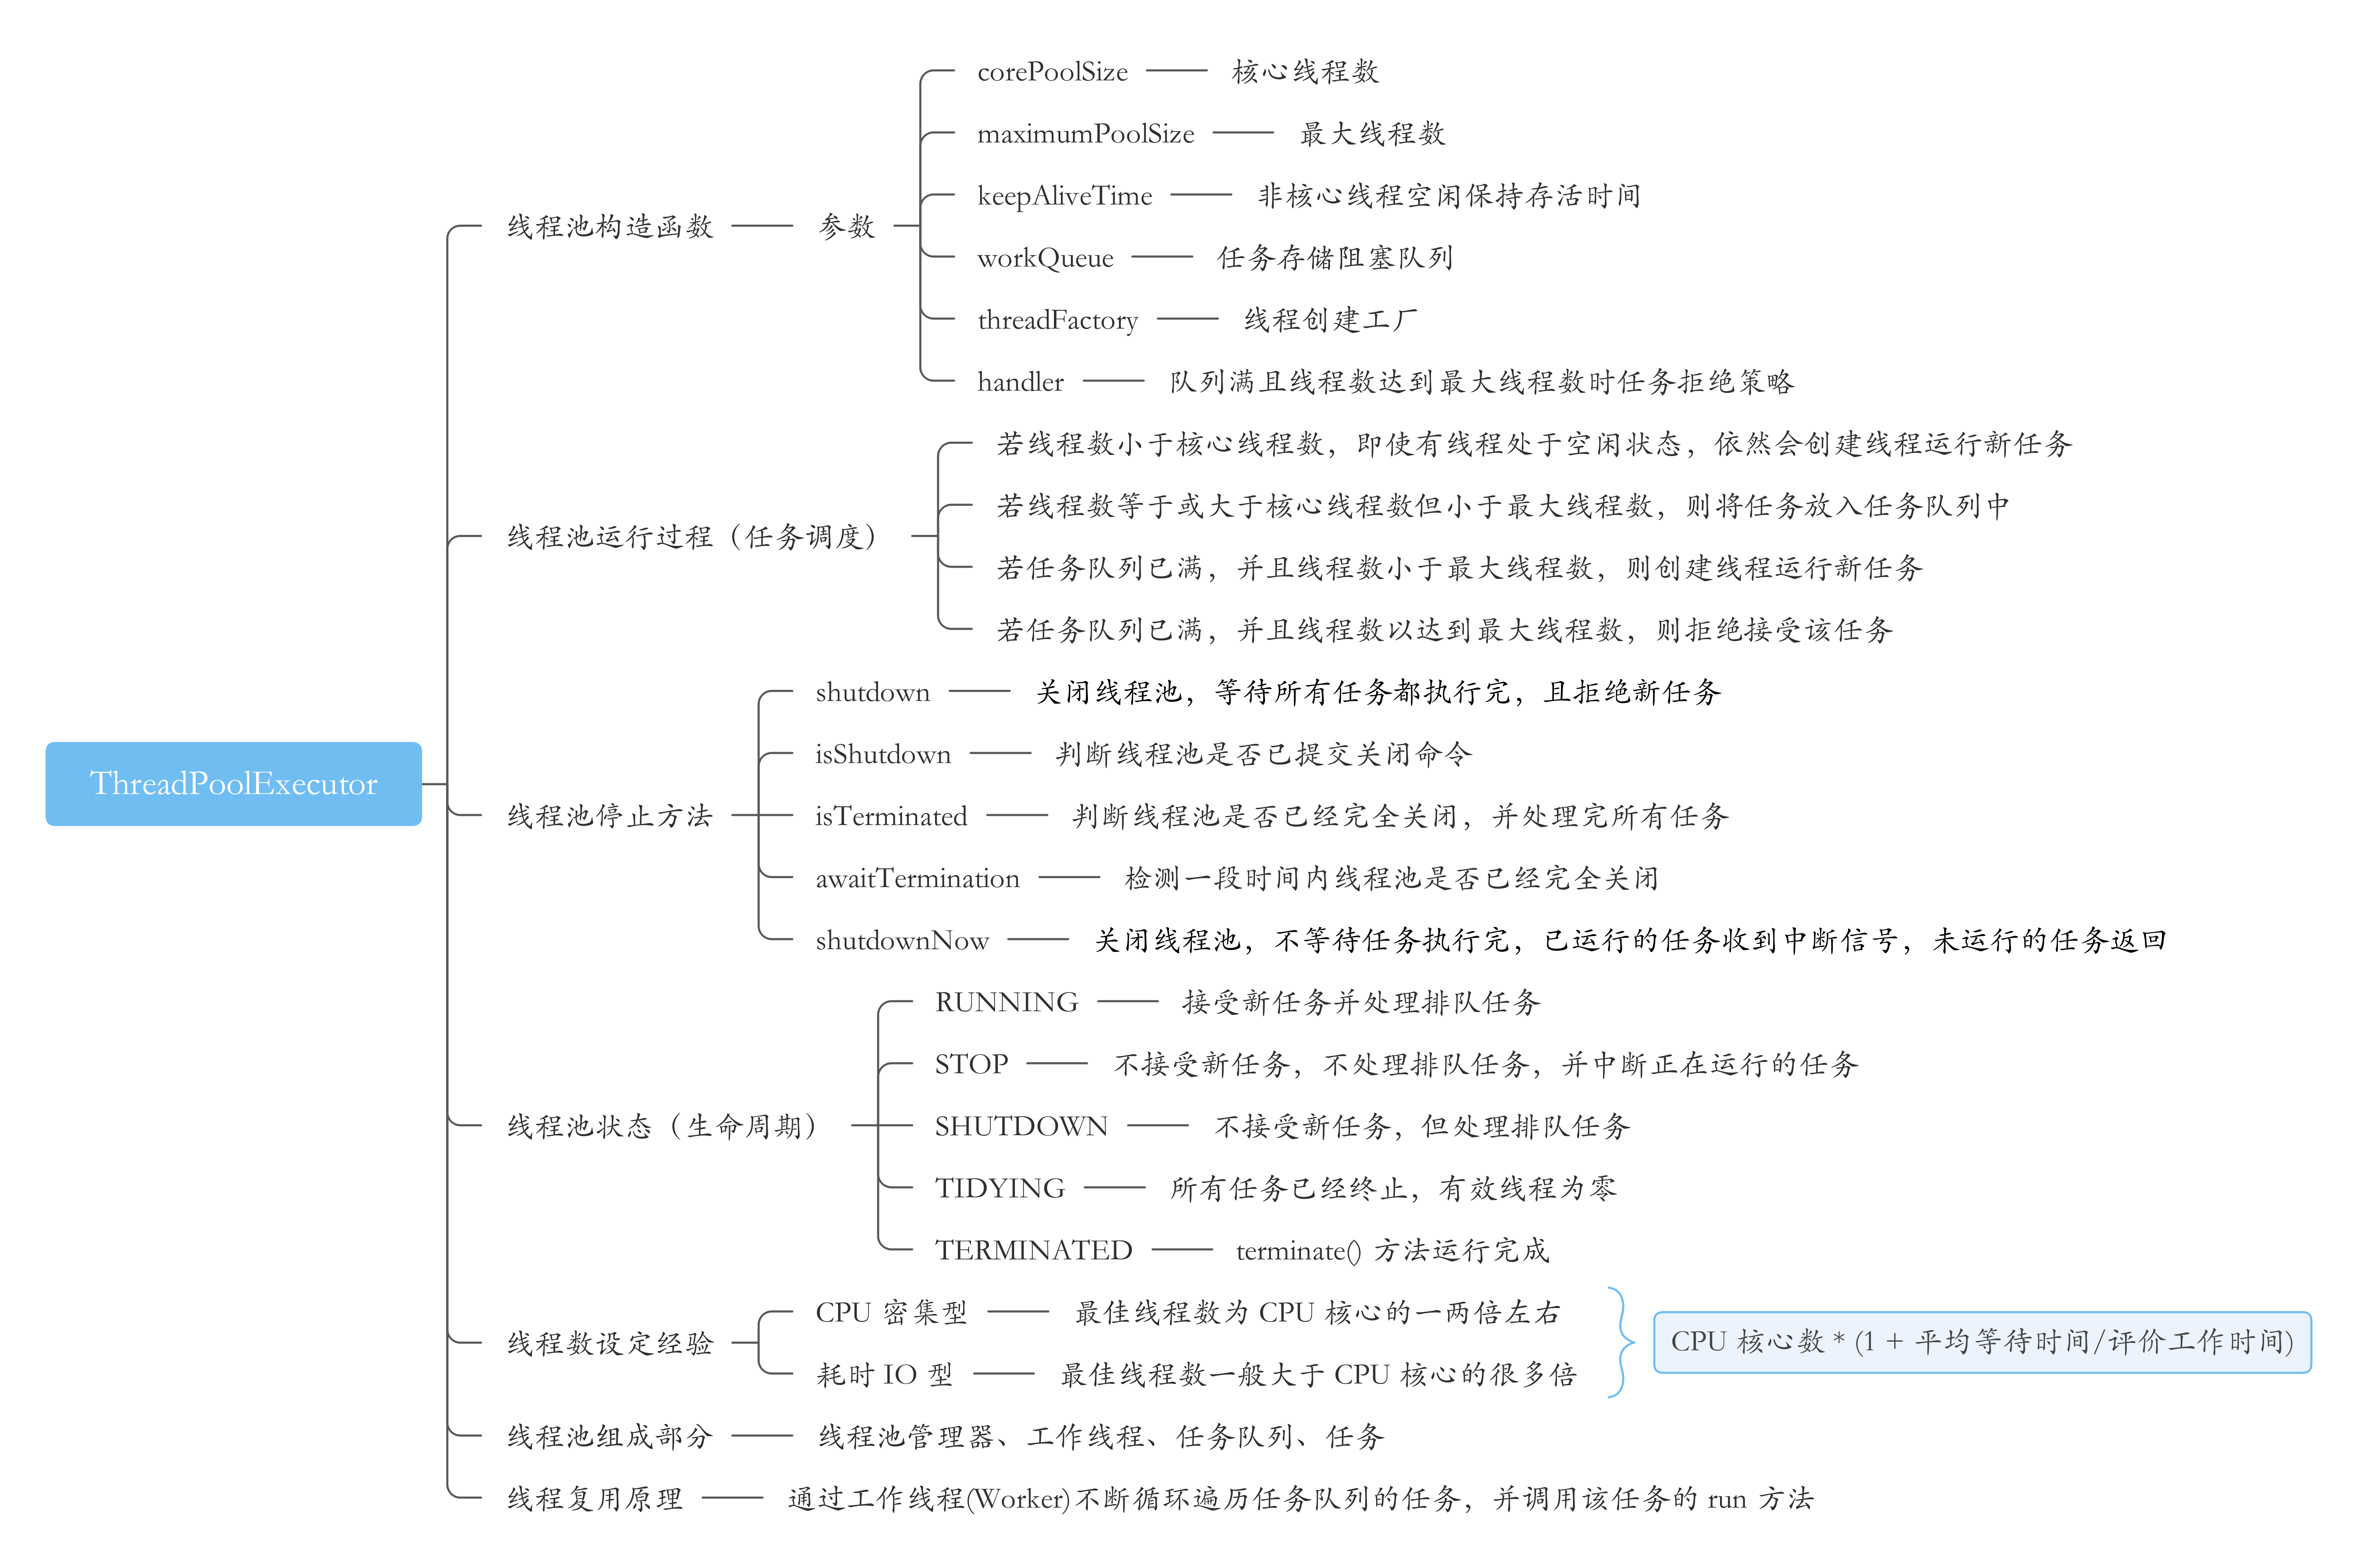 ThreadPoolExecutor
线程池构造函数
参数
corePoolSize
核心线程数
maximumPoolSize
最大线程数
keepAliveTime
非核心线程空闲保持存活时间
workQueue
任务存储阻塞队列
threadFactory
线程创建工厂
handler
队列满且线程数达到最大线程数时任务拒绝策略
线程池运行过程（任务调度）
若线程数小于核心线程数，即使有线程处于空闲状态，依然会创建线程运行新任务
若线程数等于或大于核心线程数但小于最大线程数，则将任务放入任务队列中
若任务队列已满，并且线程数小于最大线程数，则创建线程运行新任务
若任务队列已满，并且线程数以达到最大线程数，则拒绝接受该任务
线程池停止方法
shutdown
关闭线程池，等待所有任务都执行完，且拒绝新任务
isShutdown
判断线程池是否已提交关闭命令
isTerminated
判断线程池是否已经完全关闭，并处理完所有任务
awaitTermination
检测一段时间内线程池是否已经完全关闭
shutdownNow
关闭线程池，不等待任务执行完，已运行的任务收到中断信号，未运行的任务返回
线程池状态（生命周期）
RUNNING
接受新任务并处理排队任务
STOP
不接受新任务，不处理排队任务，并中断正在运行的任务
SHUTDOWN
不接受新任务，但处理排队任务
TIDYING
所有任务已经终止，有效线程为零
TERMINATED
terminate() 方法运行完成
线程数设定经验
CPU 密集型
最佳线程数为 CPU 核心的一两倍左右
耗时 IO 型
最佳线程数一般大于 CPU 核心的很多倍
CPU 核心数 * (1 + 平均等待时间/评价工作时间)
线程池组成部分
线程池管理器、工作线程、任务队列、任务
线程复用原理
通过工作线程(Worker)不断循环遍历任务队列的任务，并调用该任务的 run 方法